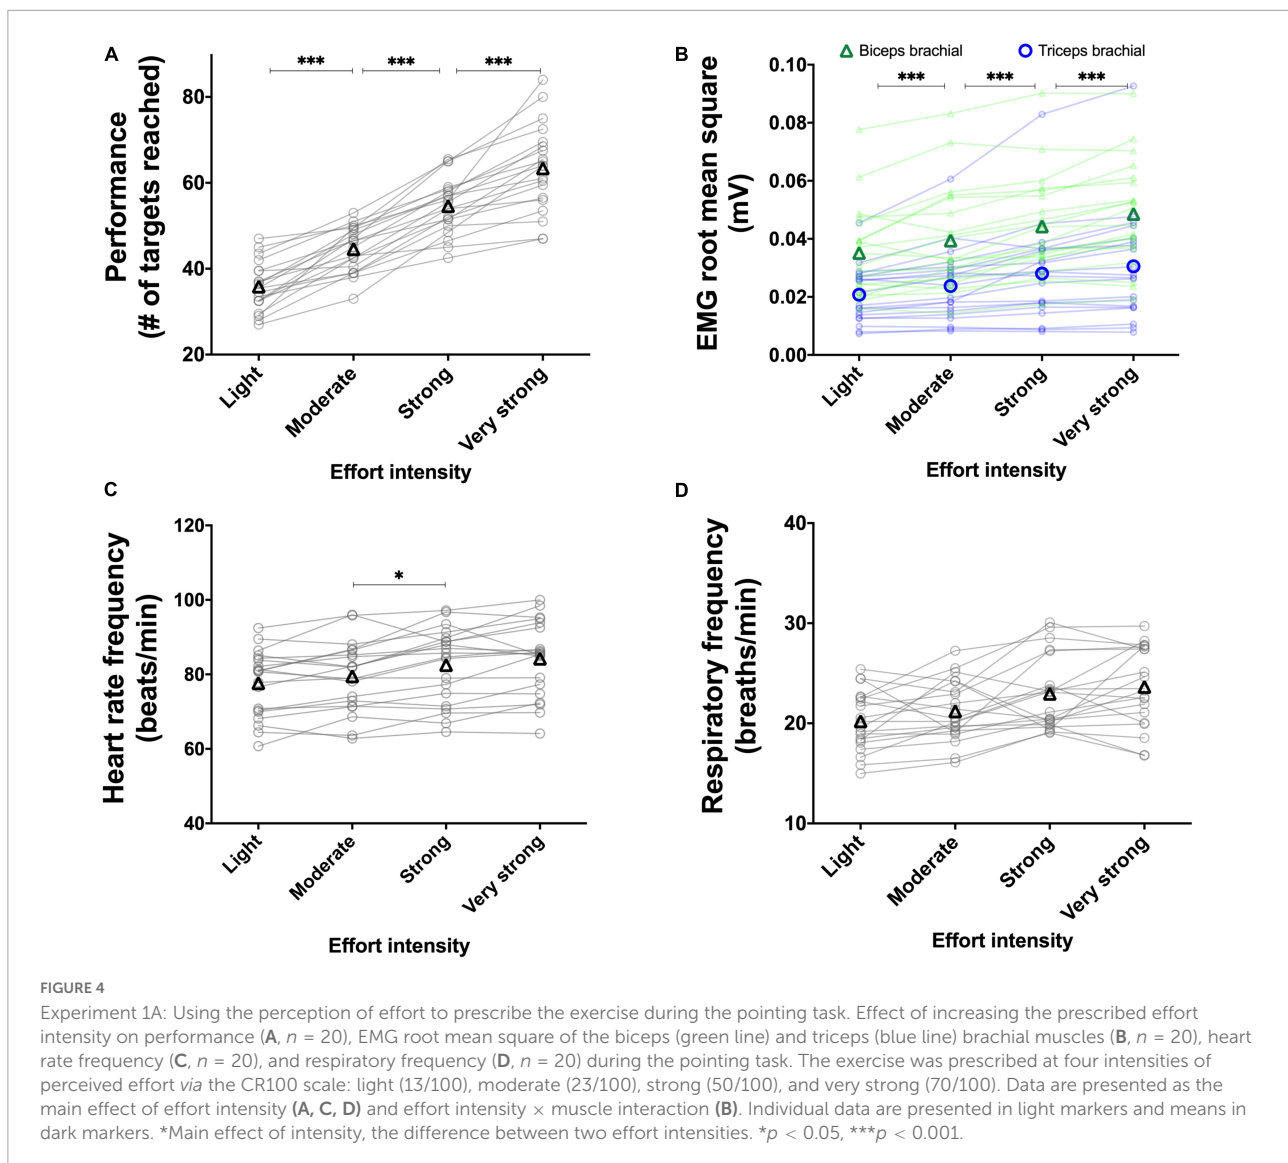 A
***
***
***
Performance
(# of targets reached)
80
60
40
20
Light
Moderate
Strong
Very strong
Effort intensity
B
Biceps brachial
Triceps brachial
***
***
***
EMG root mean square
(mV)
0.10
0.08
0.06
0.04
0.02
0.00
Light
Moderate
Strong
Very strong
Effort intensity
C
*
Heart rate frequency
(beats/min)
120
100
80
60
40
Light
Moderate
Strong
Very strong
Effort intensity
D
Respiratory frequency
(breaths/min)
40
30
20
10
Light
Moderate
Strong
Very strong
Effort intensity
FIGURE 4
Experiment 1A: Using the perception of effort to prescribe the exercise during the pointing task. Effect of increasing the prescribed effort
intensity on performance (A, n = 20), EMG root mean square of the biceps (green line) and triceps (blue line) brachial muscles (B, n = 20), heart
rate frequency (C, n = 20), and respiratory frequency (D, n = 20) during the pointing task. The exercise was prescribed at four intensities of
perceived effort via the CR100 scale: light (13/100), moderate (23/100), strong (50/100), and very strong (70/100). Data are presented as the
main effect of effort intensity (A, C, D) and effort intensity × muscle interaction (B). Individual data are presented in light markers and means in
dark markers. *Main effect of intensity, the difference between two effort intensities. *p < 0.05, ***p < 0.001.